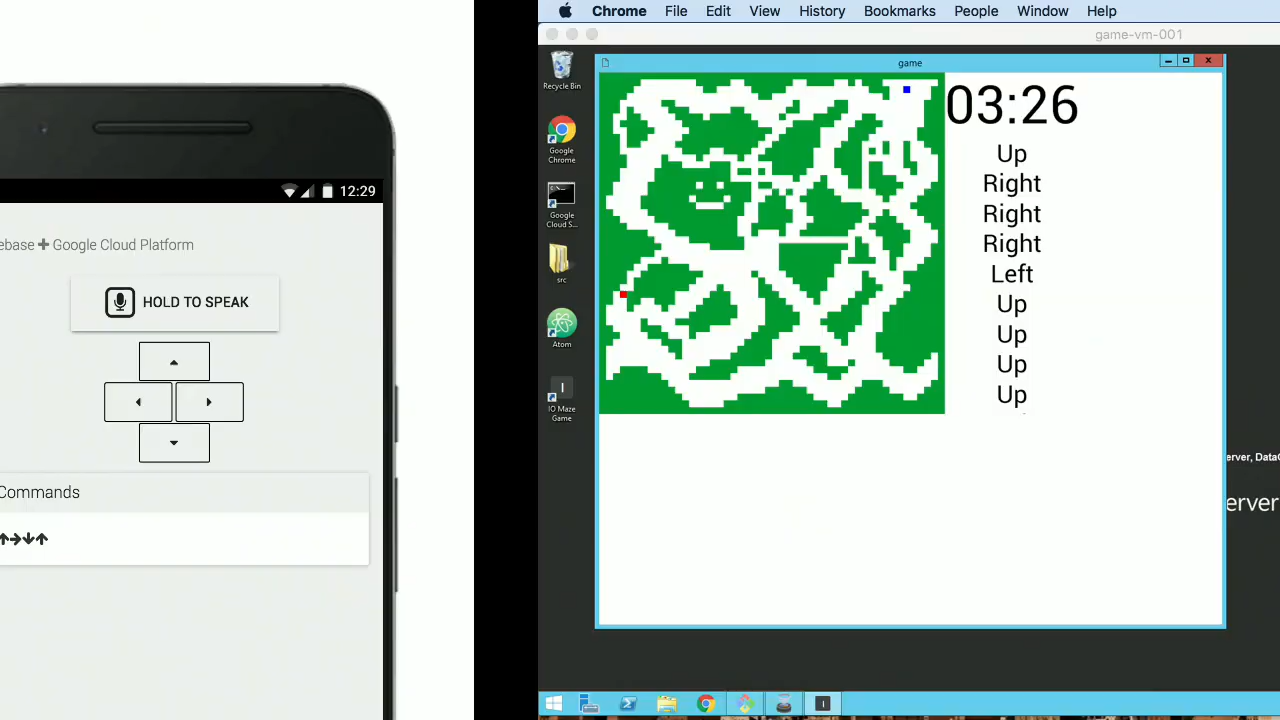 12:29
ebase + Google Cloud Platform
HOLD TO SPEAK
Commands
↑→↓↑
Chrome File Edit View History Bookmarks People Window Help
game-vm-001
game
Recycle Bin
Google Chrome
Google Cloud S...
src
Atom
I
IO Maze Game
03:26
Up
Right
Right
Right
Left
Up
Up
Up
Up
erver, Data
erver